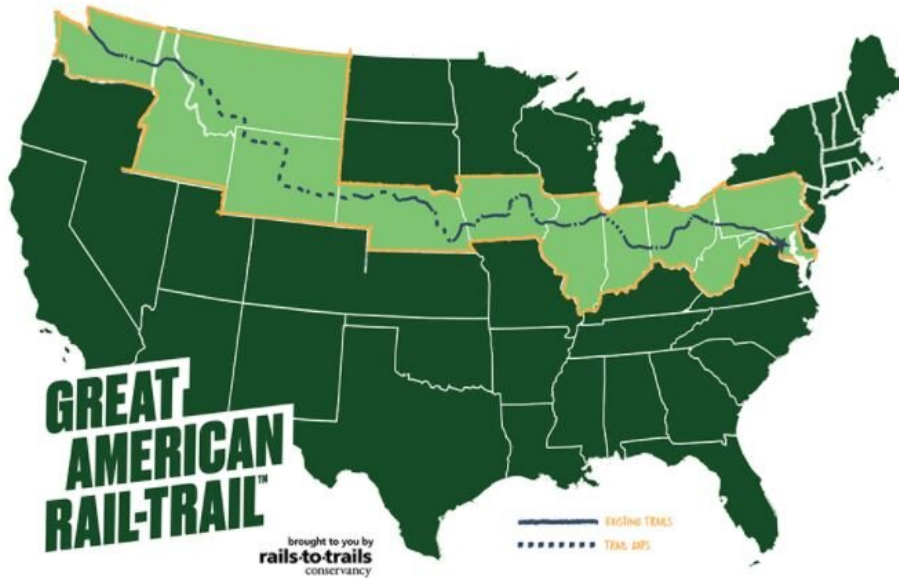 GREAT
AMERICAN
RAIL-TRAIL™
brought to you by
rails-to-trails
conservancy
EXISTING TRAILS
TRAIL GAPS